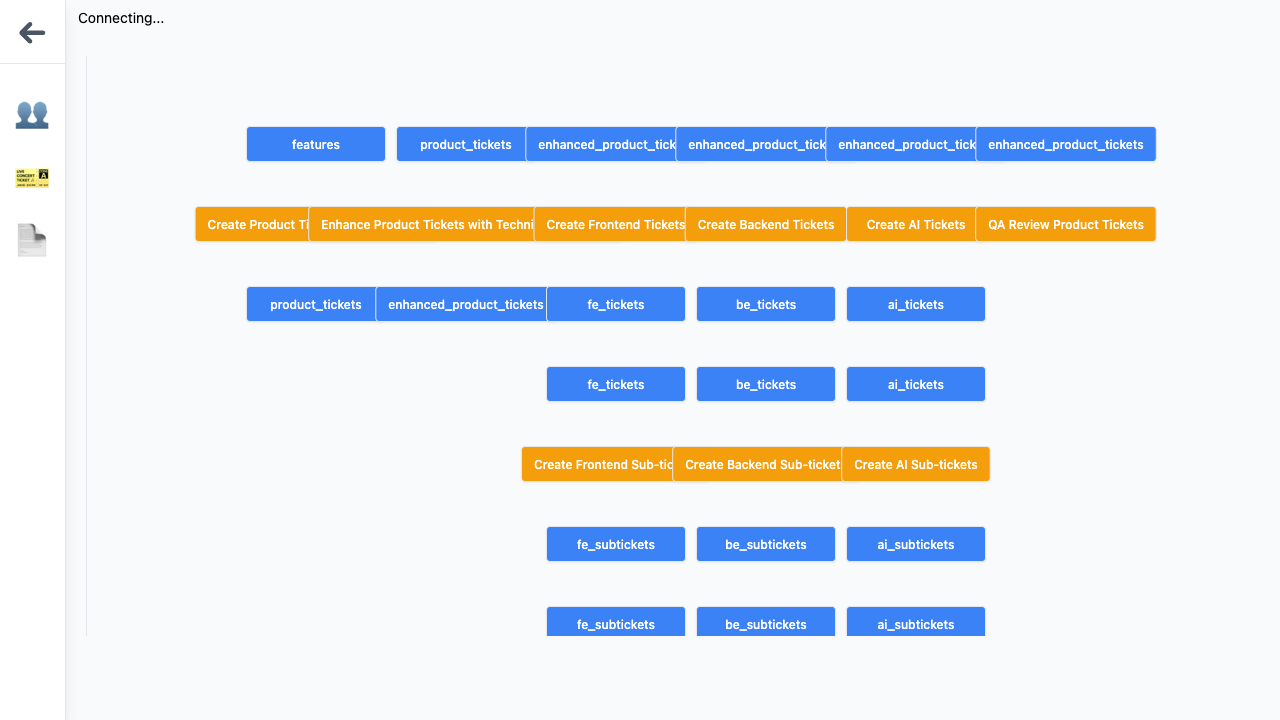 Connecting...
features product_tickets enhanced_product_tick enhanced_product_tick enhanced_product_tick enhanced_product_tickets
Create Product Ti Enhance Product Tickets with Techni Create Frontend Tickets Create Backend Tickets Create AI Tickets QA Review Product Tickets
product_tickets enhanced_product_tickets fe_tickets be_tickets ai_tickets
fe_tickets be_tickets ai_tickets
Create Frontend Sub-tic Create Backend Sub-ticket Create AI Sub-tickets
fe_subtickets be_subtickets ai_subtickets
fe_subtickets be_subtickets ai_subtickets